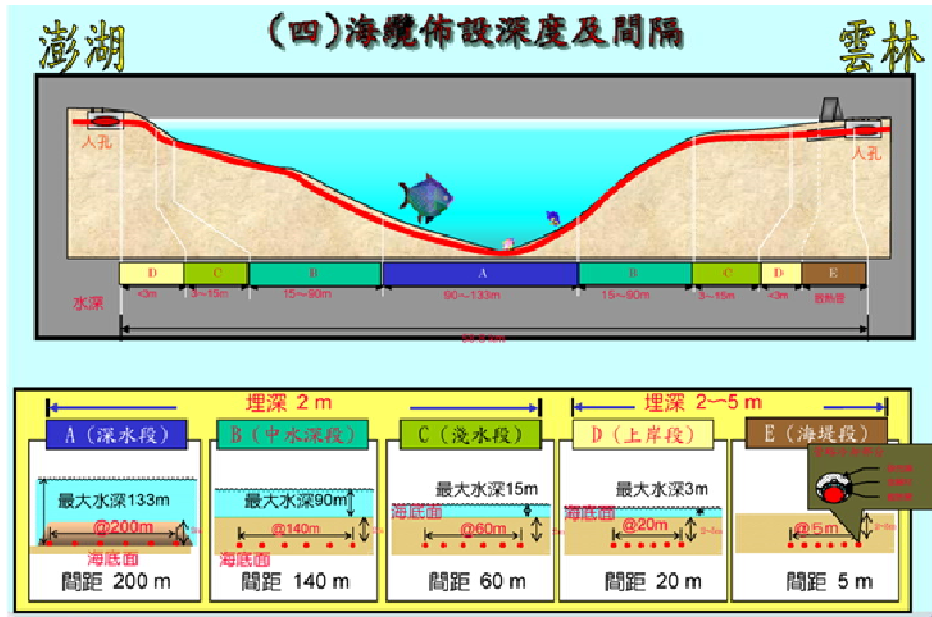 (四)海纜佈設深度及間隔
澎湖
雲林
人孔
人孔
D
C
B
A
B
C
D
E
水深
<3m
3~15m
15~90m
90~133m
15~90m
3~15m
<3m
埋深 2 m
埋深 2~5 m
A (深水段)
B (中水深段)
C (淺水段)
D (上岸段)
E (海堤段)
最大水深133m
最大水深90m
最大水深15m
最大水深3m
海底面
海底面
@200m
@140m
@60m
@20m
@5m
海底面
海底面
間距 200 m
間距 140 m
間距 60 m
間距 20 m
間距 5 m